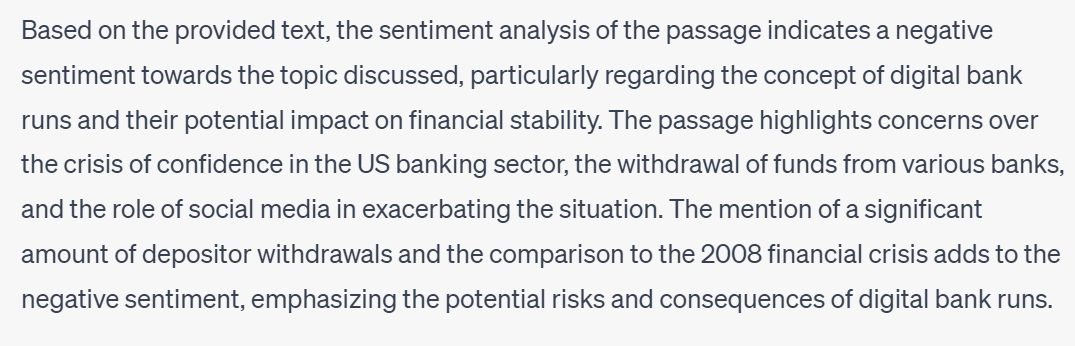 Based on the provided text, the sentiment analysis of the passage indicates a negative
sentiment towards the topic discussed, particularly regarding the concept of digital bank
runs and their potential impact on financial stability. The passage highlights concerns over
the crisis of confidence in the US banking sector, the withdrawal of funds from various banks,
and the role of social media in exacerbating the situation. The mention of a significant
amount of depositor withdrawals and the comparison to the 2008 financial crisis adds to the
negative sentiment, emphasizing the potential risks and consequences of digital bank runs.